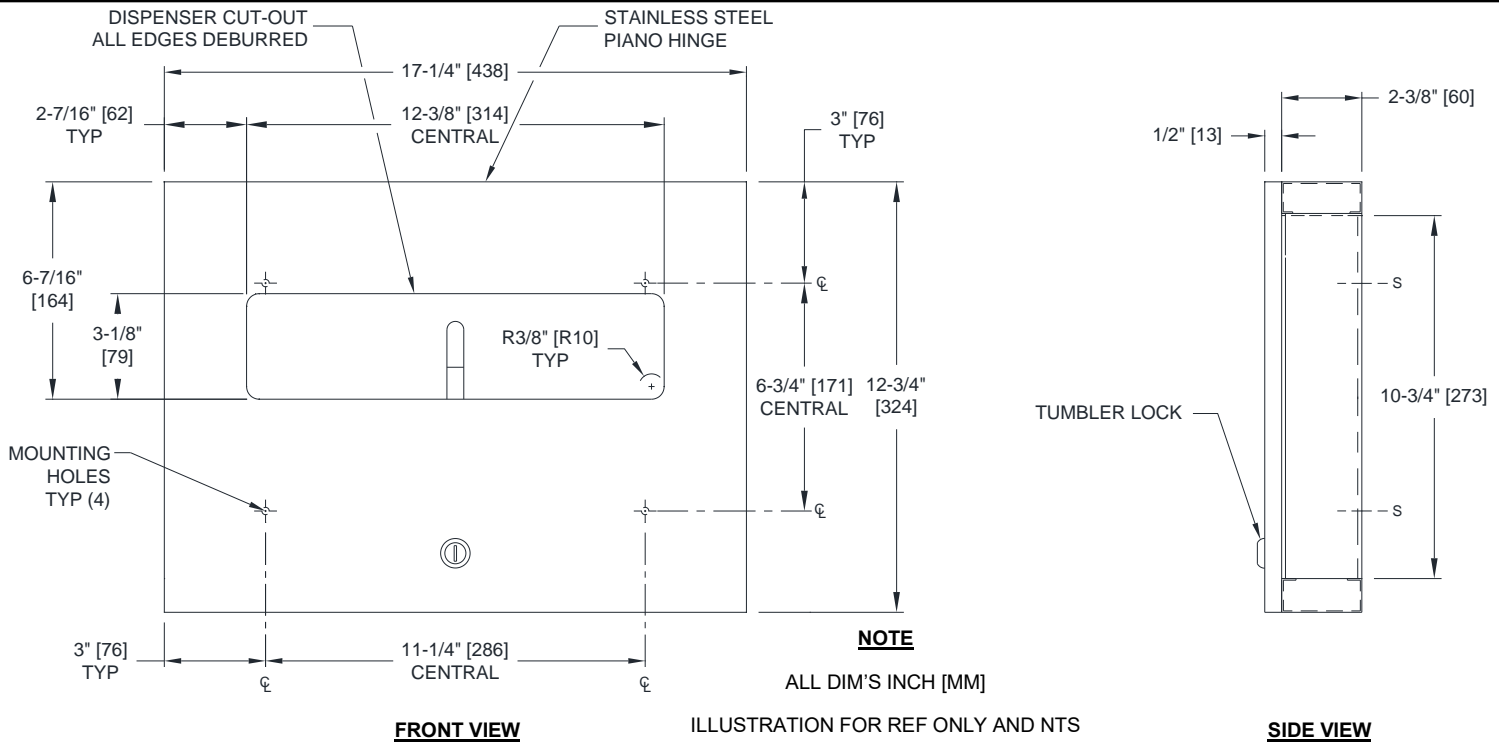 DISPENSER CUT-OUT
ALL EDGES DEBURRED
STAINLESS STEEL
PIANO HINGE
17-1/4" [438]
2-7/16" [62]
TYP
12-3/8" [314]
CENTRAL
3" [76]
TYP
6-7/16"
[164]
3-1/8"
[79]
R3/8" [R10]
TYP
℄
6-3/4" [171]
CENTRAL
12-3/4"
[324]
MOUNTING
HOLES
TYP (4)
℄
3" [76]
TYP
11-1/4" [286]
CENTRAL
℄
℄
FRONT VIEW
NOTE
ALL DIM'S INCH [MM]
ILLUSTRATION FOR REF ONLY AND NTS
2-3/8" [60]
1/2" [13]
S
10-3/4" [273]
TUMBLER LOCK
S
SIDE VIEW